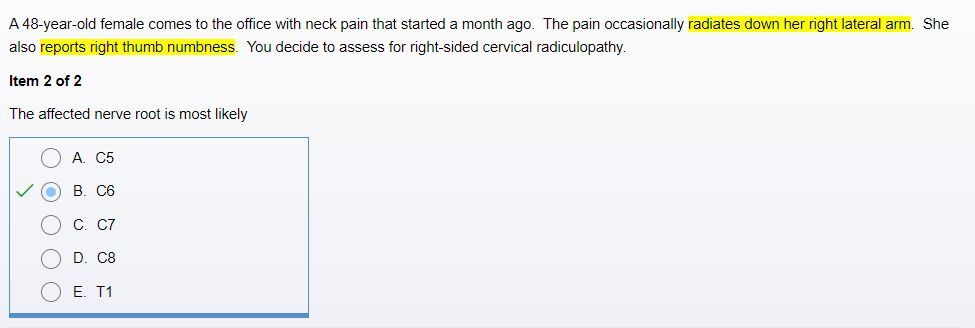 A 48-year-old female comes to the office with neck pain that started a month ago. The pain occasionally radiates down her right lateral arm. She
also reports right thumb numbness. You decide to assess for right-sided cervical radiculopathy.
Item 2 of 2
The affected nerve root is most likely
A. C5
B. C6
C. C7
D. C8
E. T1